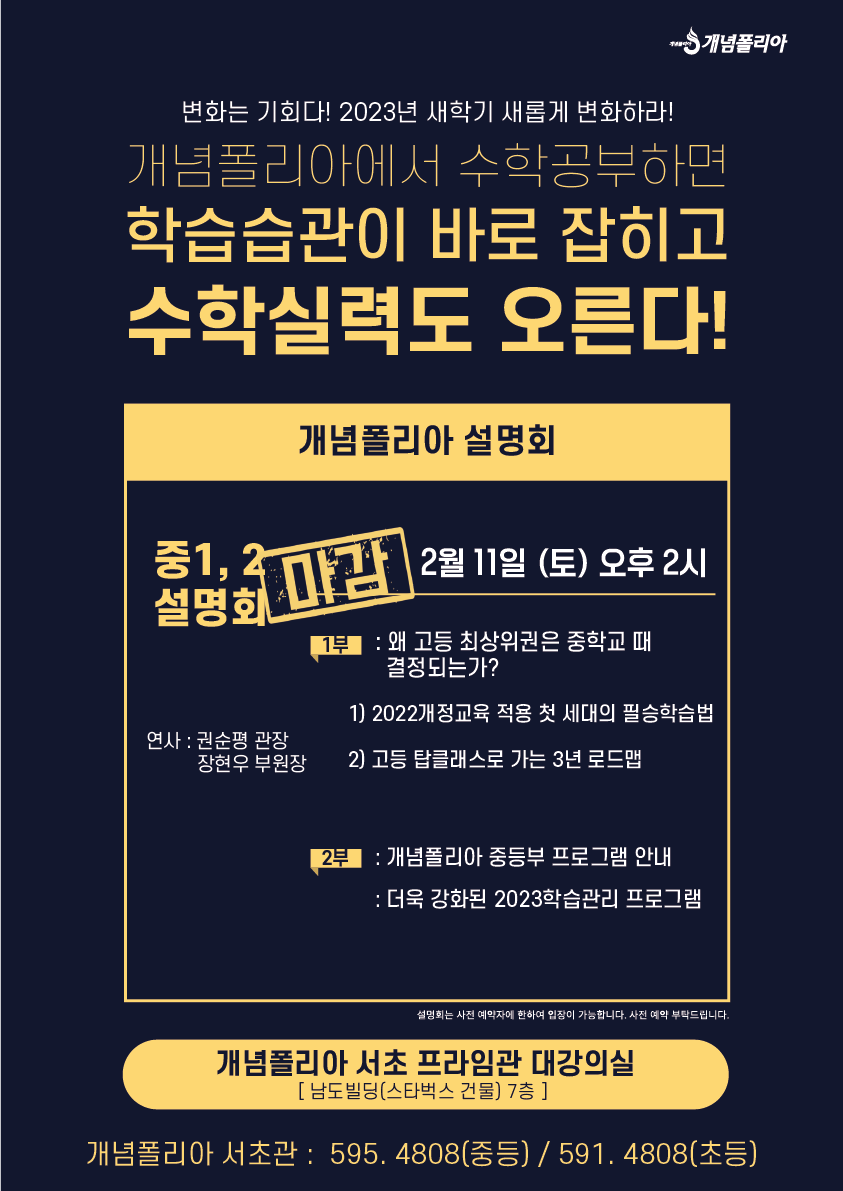 개념폴리아 개념폴리아
변화는 기회다! 2023년 새학기 새롭게 변화하라!
개념폴리아에서 수학공부하면
학습습관이 바로 잡히고
수학실력도 오른다!
개념폴리아 설명회
중1, 2
설명회
마감
2월 11일 (토) 오후 2시
1부 : 왜 고등 최상위권은 중학교 때
결정되는가?
1) 2022개정교육 적용 첫 세대의 필승학습법
2) 고등 탑클래스로 가는 3년 로드맵
연사 : 권순평 관장
장현우 부원장
2부 : 개념폴리아 중등부 프로그램 안내
: 더욱 강화된 2023학습관리 프로그램
설명회는 사전 예약자에 한하여 입장이 가능합니다. 사전 예약 부탁드립니다.
개념폴리아 서초 프라임관 대강의실
[ 남도빌딩(스타벅스 건물) 7층 ]
개념폴리아 서초관 : 595. 4808(중등) / 591. 4808(초등)